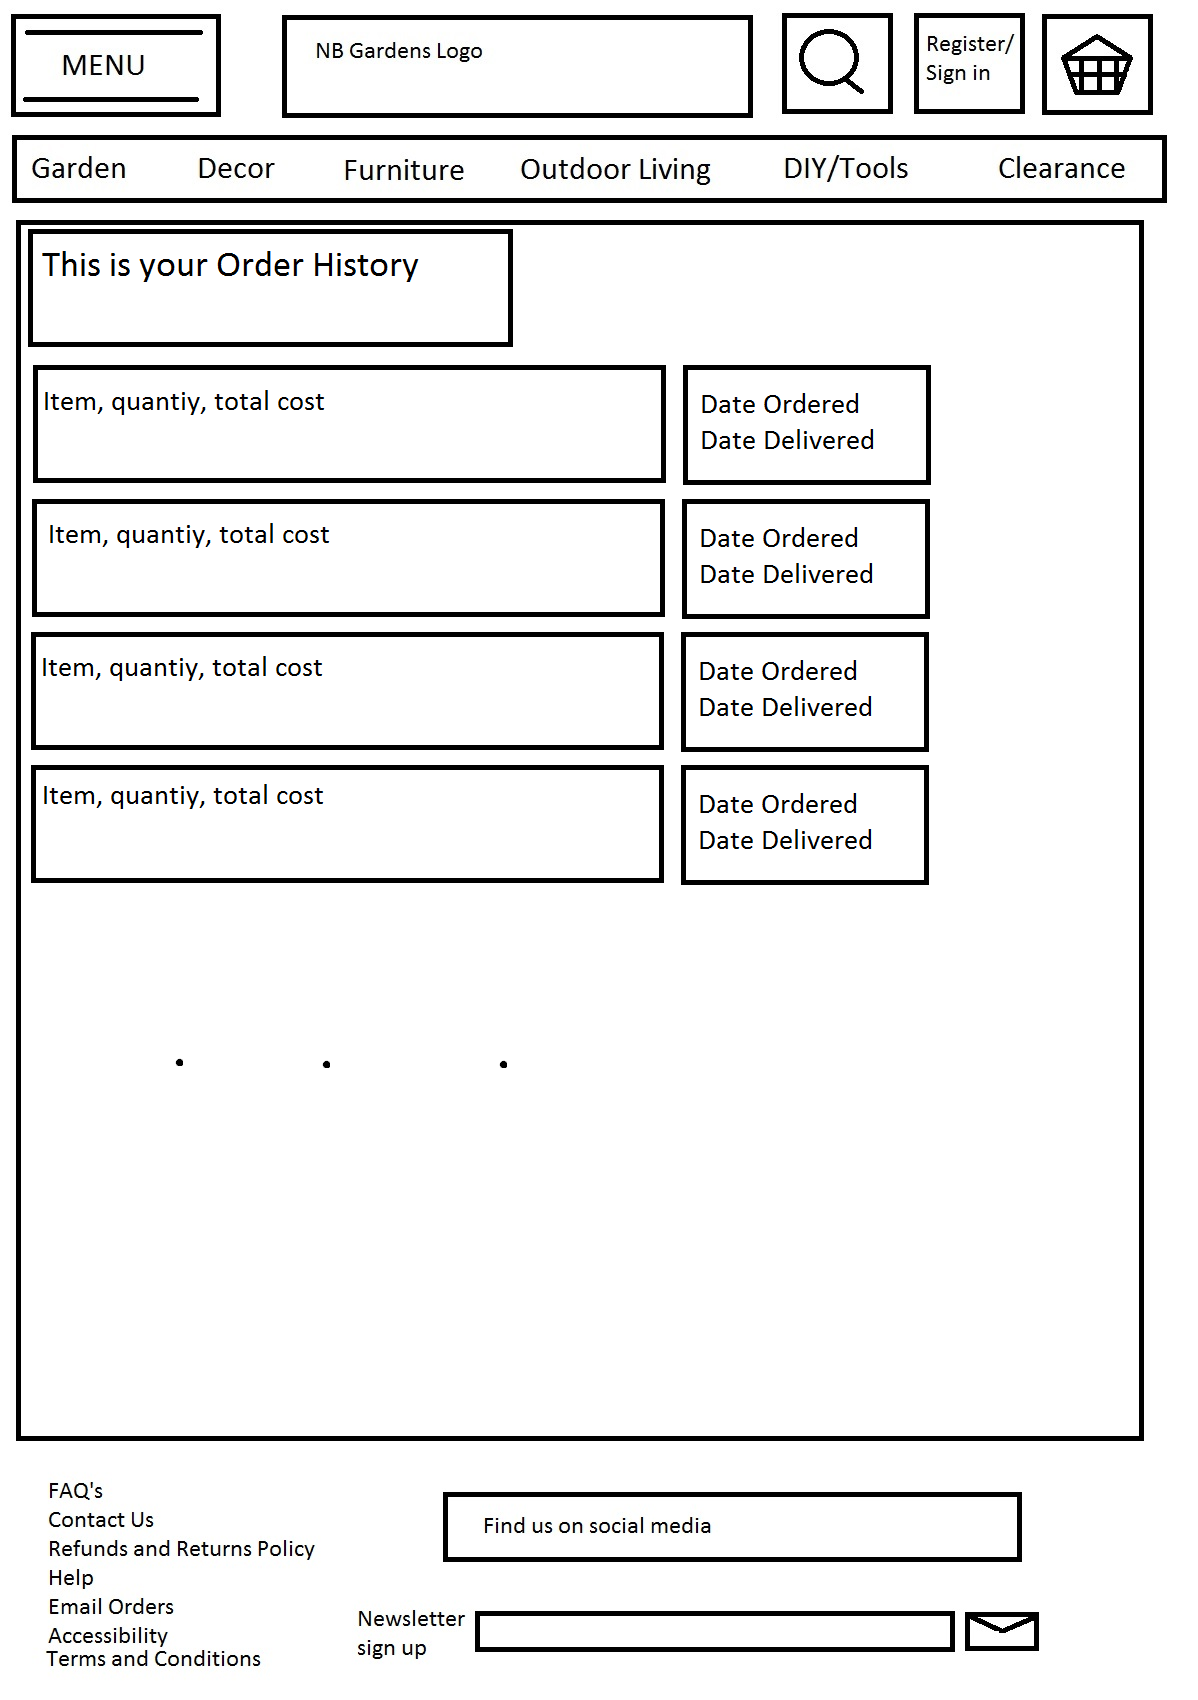 MENU
NB Gardens Logo
Register/
Sign in
Garden Decor Furniture Outdoor Living DIY/Tools Clearance
This is your Order History
Item, quantiy, total cost
Date Ordered
Date Delivered
Item, quantiy, total cost
Date Ordered
Date Delivered
Item, quantiy, total cost
Date Ordered
Date Delivered
Item, quantiy, total cost
Date Ordered
Date Delivered
FAQ's
Contact Us
Refunds and Returns Policy
Help
Email Orders
Accessibility
Terms and Conditions
Find us on social media
Newsletter
sign up